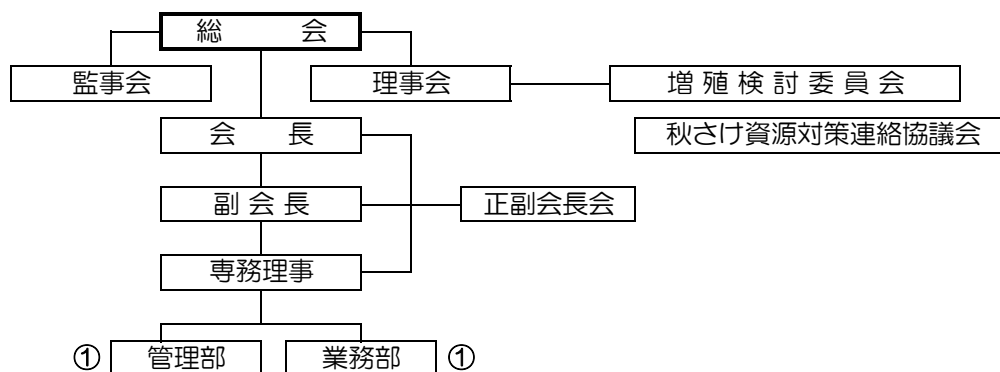 総　会
監事会
理事会
増殖検討委員会
会　長
秋さけ資源対策連絡協議会
副会長
正副会長会
専務理事
① 管理部
業務部 ①